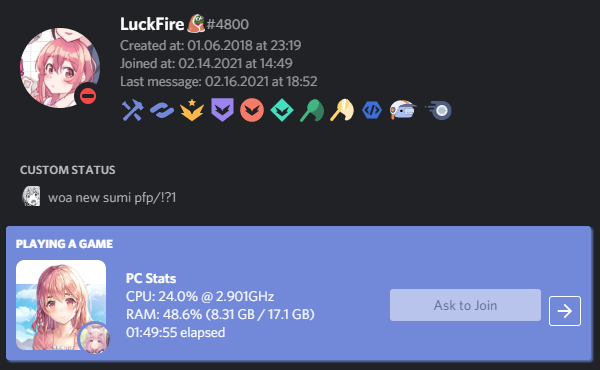 LuckFire #4800
Created at: 01.06.2018 at 23:19
Joined at: 02.14.2021 at 14:49
Last message: 02.16.2021 at 18:52
CUSTOM STATUS
woa new sumi pfp/!?1
PLAYING A GAME
PC Stats
CPU: 24.0% @ 2.901GHz
RAM: 48.6% (8.31 GB / 17.1 GB)
01:49:55 elapsed
Ask to Join